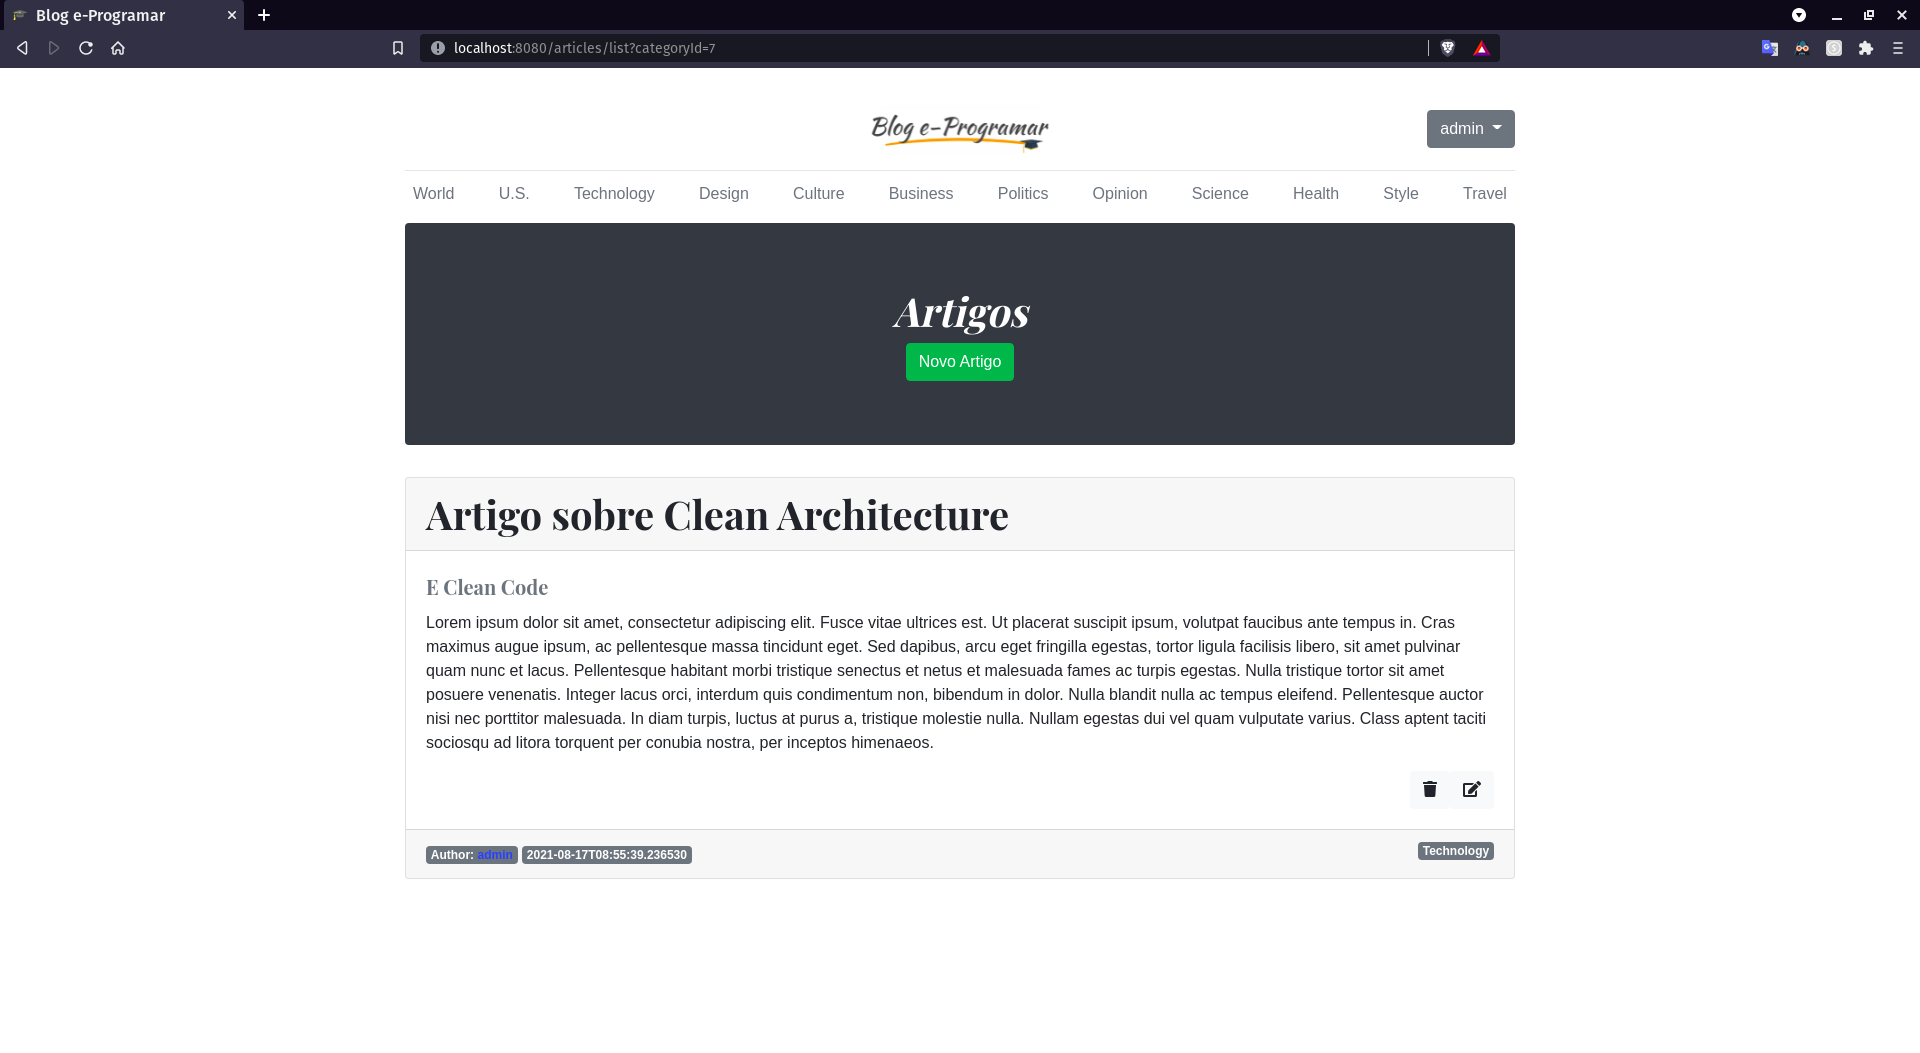 Blog e-Programar
localhost:8080/articles/list?categoryId=7
Blog e-Programar
admin
World U.S. Technology Design Culture Business Politics Opinion Science Health Style Travel
Artigos
Novo Artigo
Artigo sobre Clean Architecture
E Clean Code
Lorem ipsum dolor sit amet, consectetur adipiscing elit. Fusce vitae ultrices est. Ut placerat suscipit ipsum, volutpat faucibus ante tempus in. Cras
maximus augue ipsum, ac pellentesque massa tincidunt eget. Sed dapibus, arcu eget fringilla egestas, tortor ligula facilisis libero, sit amet pulvinar
quam nunc et lacus. Pellentesque habitant morbi tristique senectus et netus et malesuada fames ac turpis egestas. Nulla tristique tortor sit amet
posuere venenatis. Integer lacus orci, interdum quis condimentum non, bibendum in dolor. Nulla blandit nulla ac tempus eleifend. Pellentesque auctor
nisi nec porttitor malesuada. In diam turpis, luctus at purus a, tristique molestie nulla. Nullam egestas dui vel quam vulputate varius. Class aptent taciti
sociosqu ad litora torquent per conubia nostra, per inceptos himenaeos.
Author: admin 2021-08-17T08:55:39.236530 Technology